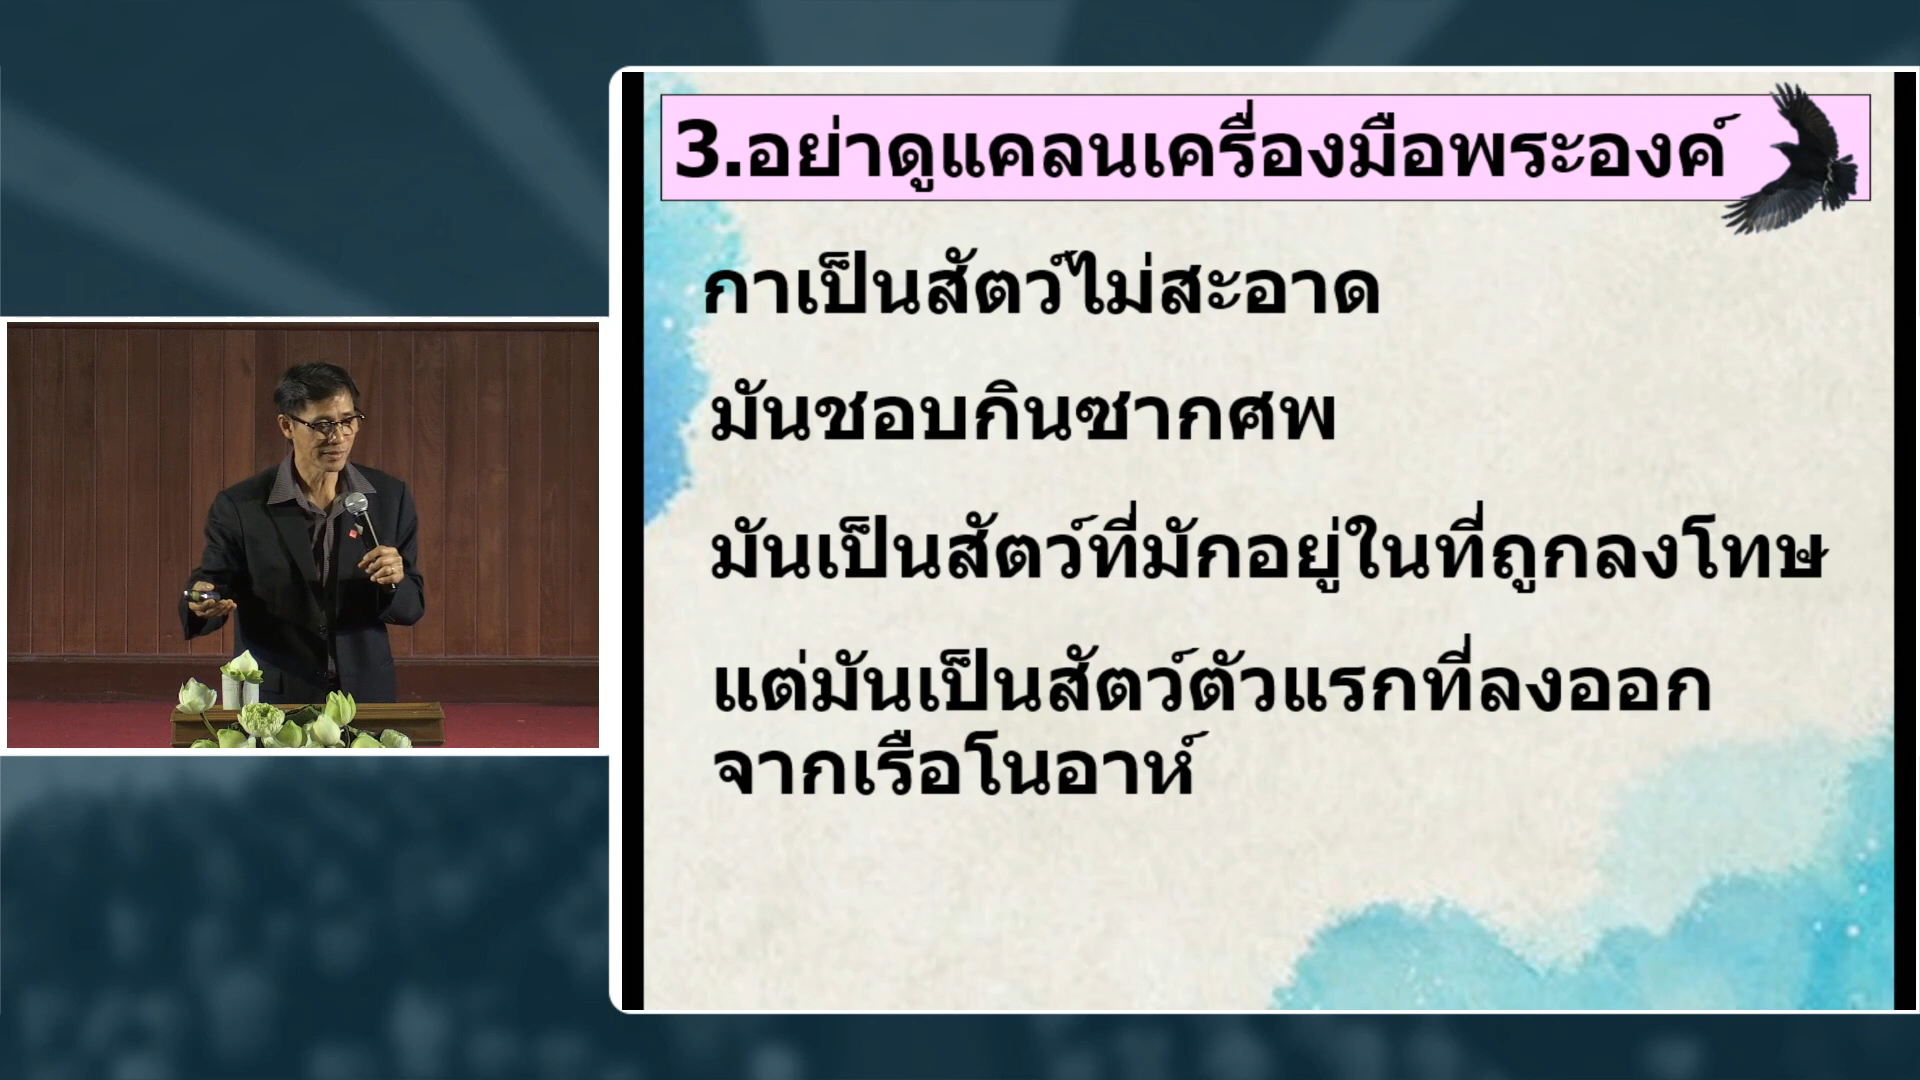 3.อย่าดูแคลนเครื่องมือพระองค์
กาเป็นสัตว์ไม่สะอาด
มันชอบกินซากศพ
มันเป็นสัตว์ที่มักอยู่ในที่ถูกลงโทษ
แต่มันเป็นสัตว์ตัวแรกที่ลงออก
จากเรือโนอาห์